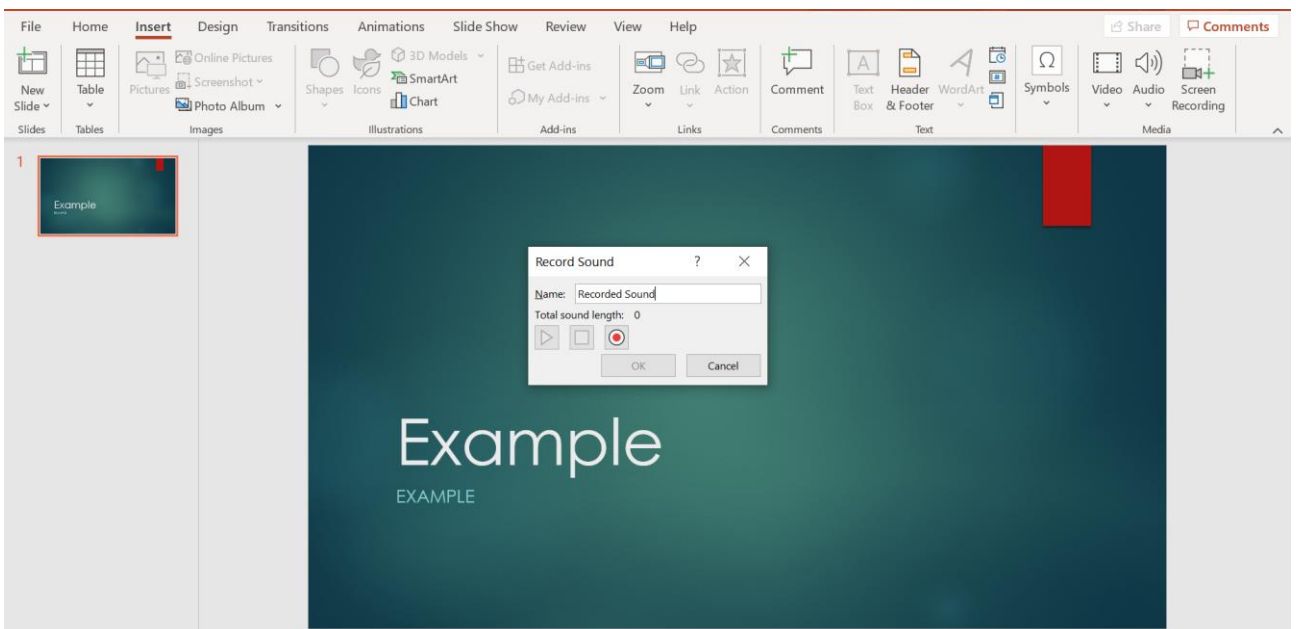 File Home Insert Design Transitions Animations Slide Show Review View Help Share Comments
New Slide
Table
Pictures
Online Pictures
Screenshot
Photo Album
Shapes
Icons
3D Models
SmartArt
Chart
Get Add-ins
My Add-ins
Zoom
Link
Action
Comment
Text Box
Header & Footer
WordArt
Ω
Symbols
Video
Audio
Screen Recording
Slides Tables Images Illustrations Add-ins Links Comments Text Media
1
Example
Record Sound ? ×
Name: Recorded Sound
Total sound length: 0
OK Cancel
Example
EXAMPLE